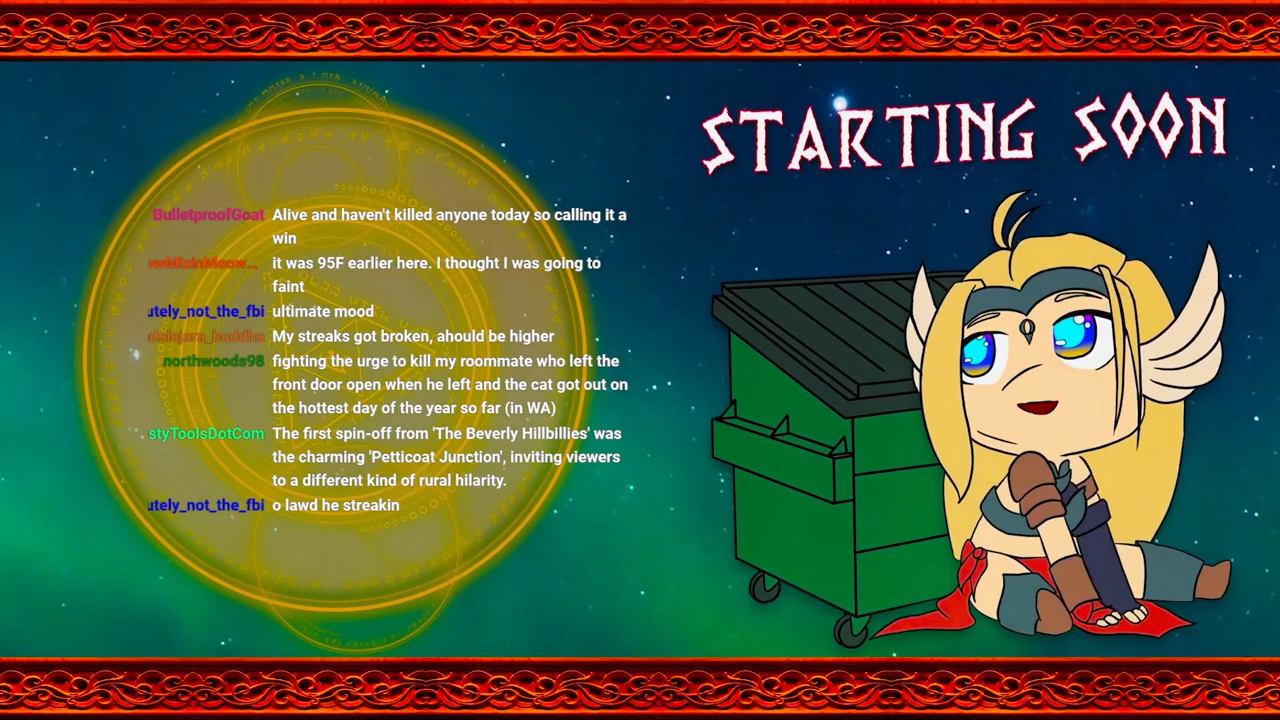 STARTING SOON
BulletproofGoat Alive and haven't killed anyone today so calling it a
win
it was 95F earlier here. I thought I was going to
faint
utely_not_the_fbi ultimate mood
My streaks got broken, ahould be higher
northwoods98 fighting the urge to kill my roommate who left the
front door open when he left and the cat got out on
the hottest day of the year so far (in WA)
styToolsDotCom The first spin-off from 'The Beverly Hillbillies' was
the charming 'Petticoat Junction', inviting viewers
to a different kind of rural hilarity.
utely_not_the_fbi o lawd he streakin